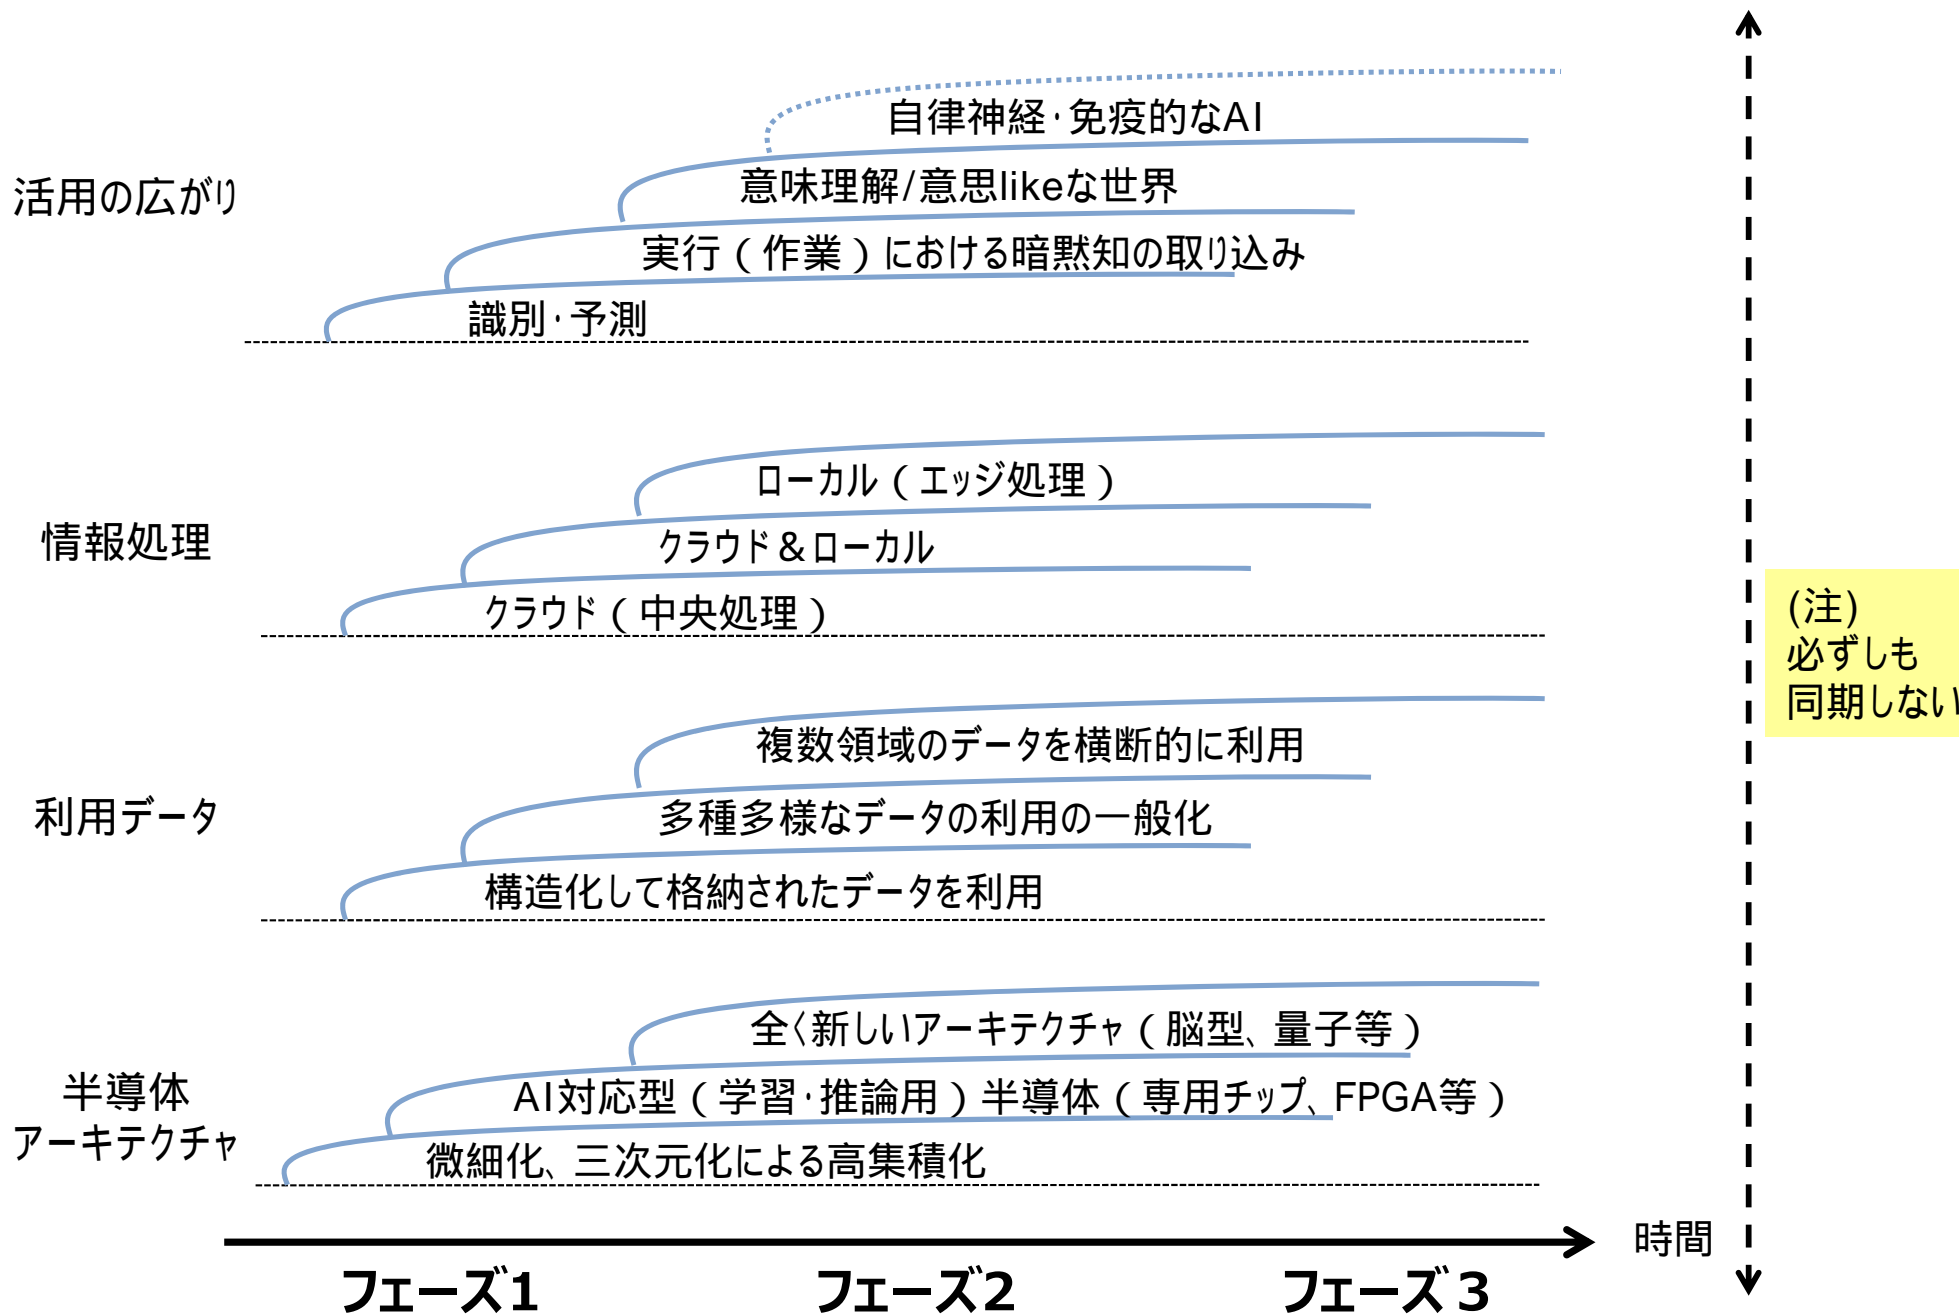 自律神経・免疫的なAI
意味理解/意思likeな世界
活用の広がり
実行（作業）における暗黙知の取り込み
識別・予測
ローカル（エッジ処理）
情報処理
クラウド＆ローカル
クラウド（中央処理）
(注)
必ずしも
同期しない
複数領域のデータを横断的に利用
利用データ
多種多様なデータの利用の一般化
構造化して格納されたデータを利用
全く新しいアーキテクチャ（脳型、量子等）
半導体
アーキテクチャ
AI対応型（学習・推論用）半導体（専用チップ、FPGA等）
微細化、三次元化による高集積化
時間
フェーズ1
フェーズ2
フェーズ３